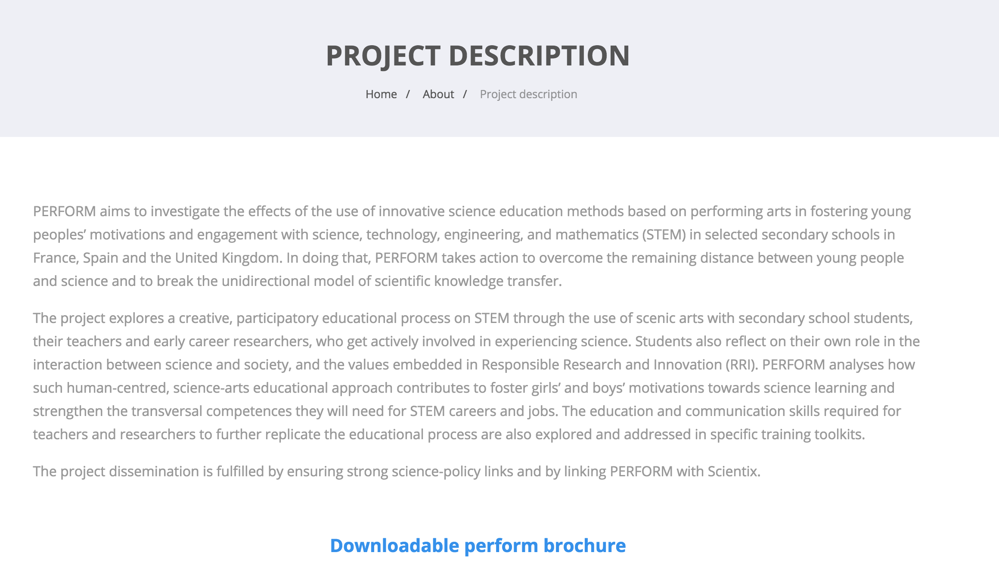 PROJECT DESCRIPTION
Home / About / Project description
PERFORM aims to investigate the effects of the use of innovative science education methods based on performing arts in fostering young
peoples’ motivations and engagement with science, technology, engineering, and mathematics (STEM) in selected secondary schools in
France, Spain and the United Kingdom. In doing that, PERFORM takes action to overcome the remaining distance between young people
and science and to break the unidirectional model of scientific knowledge transfer.
The project explores a creative, participatory educational process on STEM through the use of scenic arts with secondary school students,
their teachers and early career researchers, who get actively involved in experiencing science. Students also reflect on their own role in the
interaction between science and society, and the values embedded in Responsible Research and Innovation (RRI). PERFORM analyses how
such human-centred, science-arts educational approach contributes to foster girls’ and boys’ motivations towards science learning and
strengthen the transversal competences they will need for STEM careers and jobs. The education and communication skills required for
teachers and researchers to further replicate the educational process are also explored and addressed in specific training toolkits.
The project dissemination is fulfilled by ensuring strong science-policy links and by linking PERFORM with Scientix.
Downloadable perform brochure